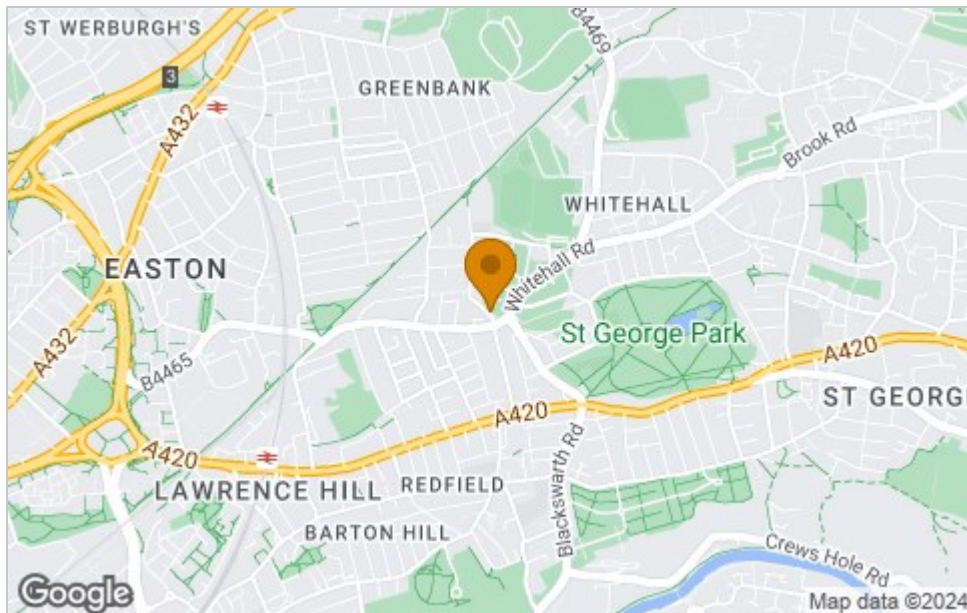 ST WERBURGH'S
B4469
3
GREENBANK
A432
Brook Rd
WHITEHALL
Whitehall Rd
EASTON
St George Park
A432
B4465
A420
ST GEORG
A420
A420
LAWRENCE HILL
REDFIELD
Blackswarth Rd
BARTON HILL
Crews Hole Rd
Google
Map data ©2024